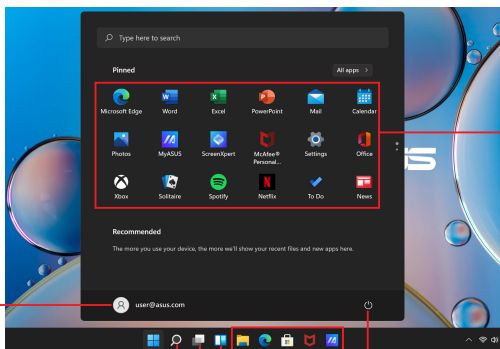 Type here to search
Pinned
All apps >
Microsoft Edge
Word
Excel
PowerPoint
Mail
Calendar
Photos
MyASUS
ScreenXpert
McAfee®
Personal...
Settings
Office
Xbox
Solitaire
Spotify
Netflix
To Do
News
Recommended
The more you use your device, the more we'll show your recent files and new apps here.
user@asus.com